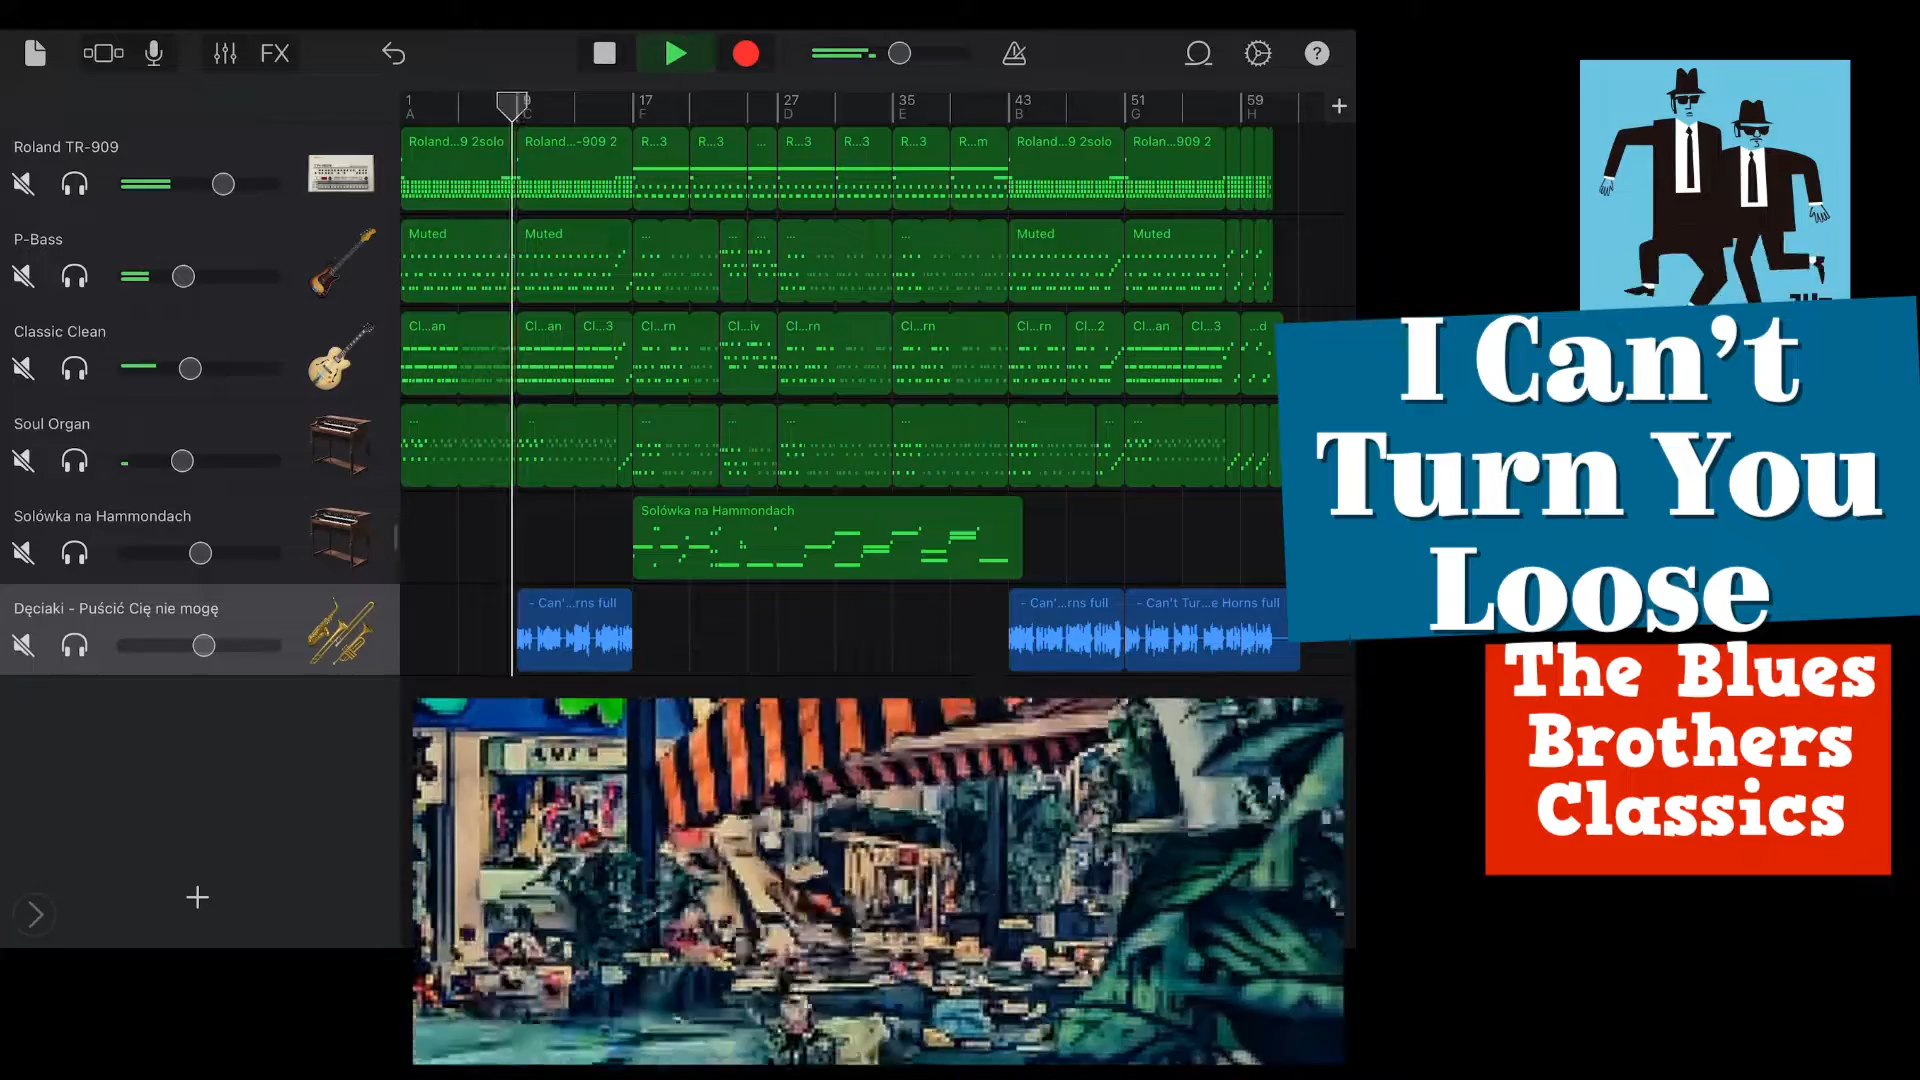 FX
?
1 9 17 27 35 43 51 59
A C F D E B G H
Roland TR-909
Roland...9 2solo Roland...-909 2 R...3 R...3 ... R...3 R...3 R...3 R...m Roland...9 2solo Rolan...909 2
P-Bass
Muted Muted ... ... ... ... ... Muted Muted
Classic Clean
Cl...an Cl...an Cl...3 Cl...rn Cl...iv Cl...rn Cl...rn Cl...rn Cl...2 Cl...an Cl...3 ...d
Soul Organ
... .. ... ... ... ... ... ... ...
Solówka na Hammondach
Solówka na Hammondach
Dęciaki - Puścić Cię nie mogę
- Can'...rns full - Can'...rns full - Can't Tur...e Horns full
I Can't
Turn You
Loose
The Blues
Brothers
Classics